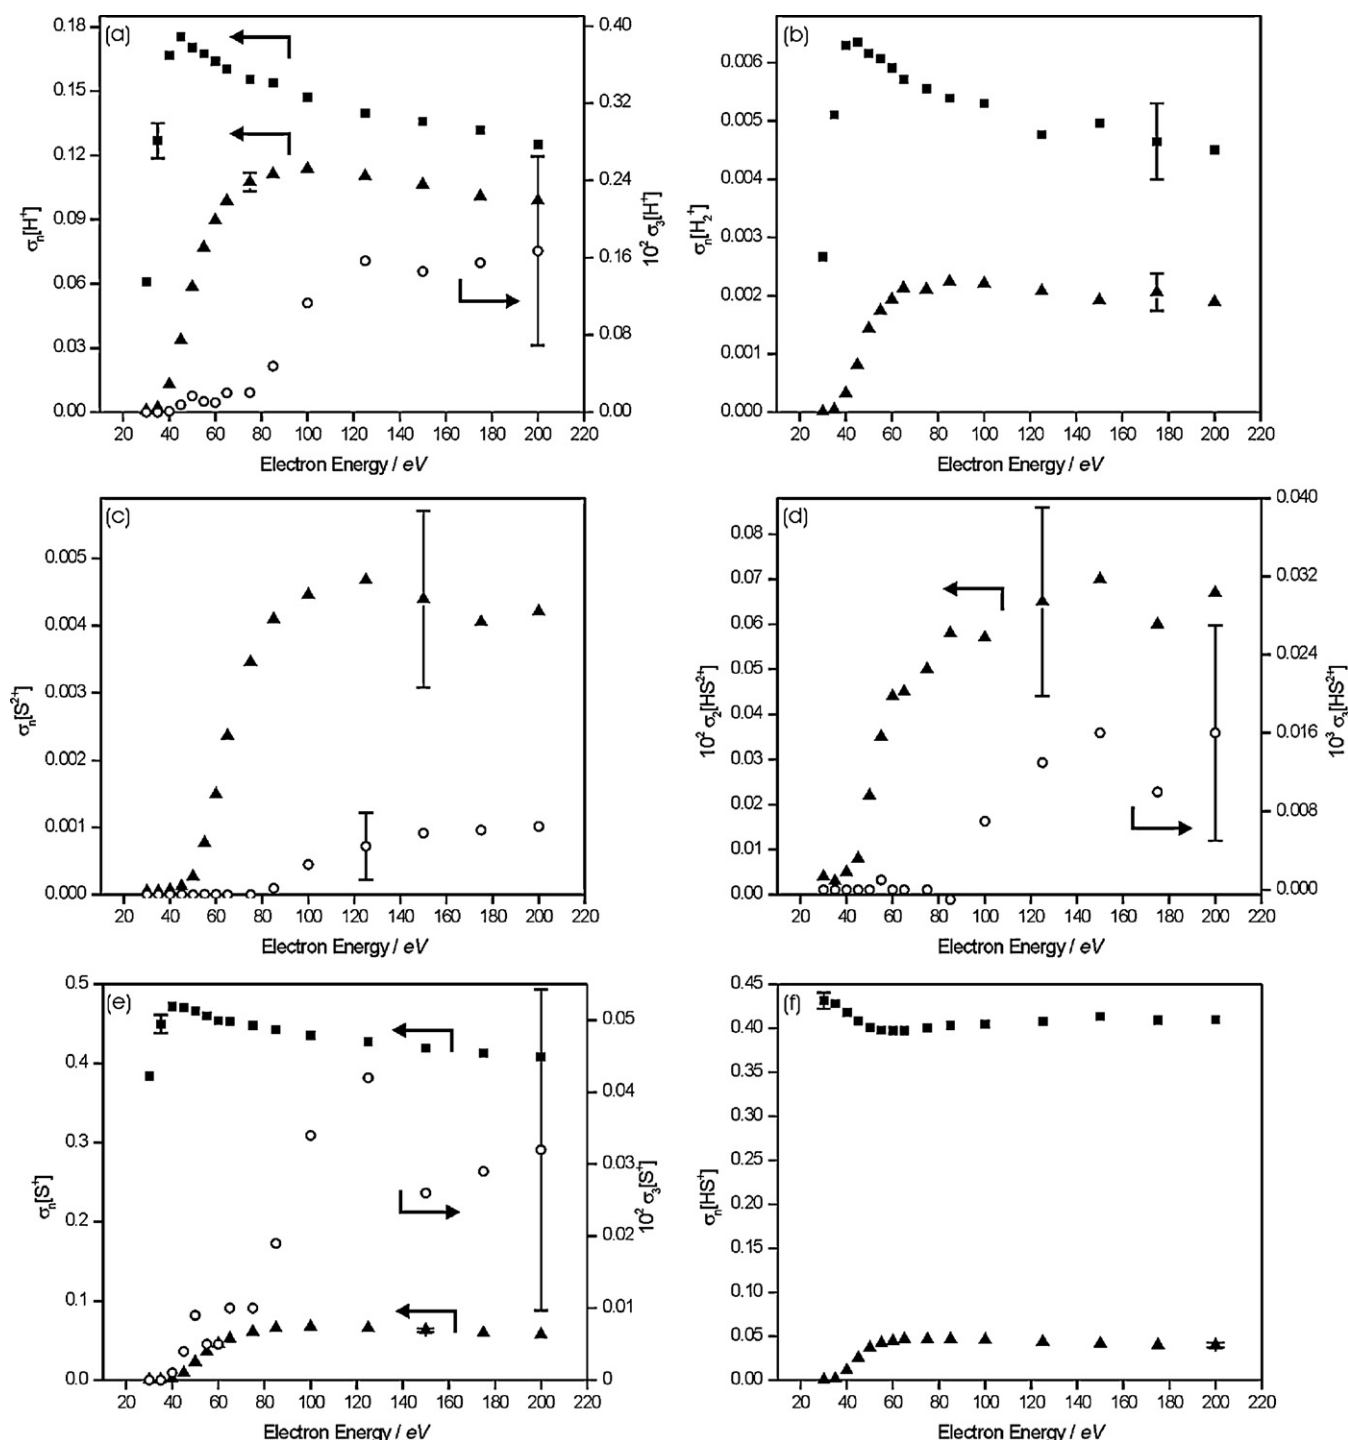 (a)
0.18
0.15
0.12
0.09
0.06
0.03
0.00
σn[H+]
0.40
0.32
0.24
0.16
0.08
0.00
10² σ3[H+]
20 40 60 80 100 120 140 160 180 200 220
Electron Energy / eV
(b)
0.006
0.005
0.004
0.003
0.002
0.001
0.000
σn[H2+]
20 40 60 80 100 120 140 160 180 200 220
Electron Energy / eV
(c)
0.005
0.004
0.003
0.002
0.001
0.000
σn[S2+]
20 40 60 80 100 120 140 160 180 200 220
Electron Energy / eV
(d)
0.08
0.07
0.06
0.05
0.04
0.03
0.02
0.01
0.00
10² σ2[HS2+]
0.040
0.032
0.024
0.016
0.008
0.000
10³ σ3[HS2+]
20 40 60 80 100 120 140 160 180 200 220
Electron Energy / eV
(e)
0.5
0.4
0.3
0.2
0.1
0.0
σn[S+]
0.05
0.04
0.03
0.02
0.01
0
10² σ3[S+]
20 40 60 80 100 120 140 160 180 200 220
Electron Energy / eV
(f)
0.45
0.40
0.35
0.30
0.25
0.20
0.15
0.10
0.05
0.00
σn[HS+]
20 40 60 80 100 120 140 160 180 200 220
Electron Energy / eV